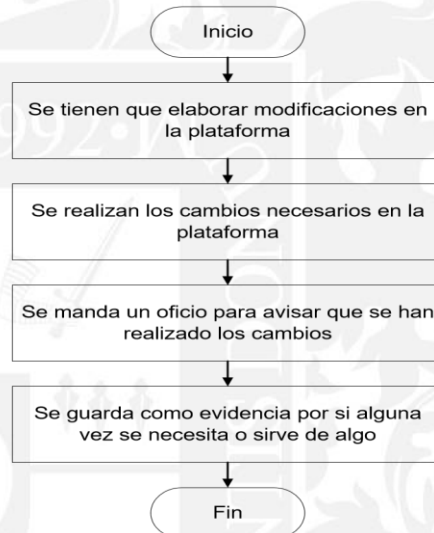 Inicio
Se tienen que elaborar modificaciones en
la plataforma
Se realizan los cambios necesarios en la
plataforma
Se manda un oficio para avisar que se han
realizado los cambios
Se guarda como evidencia por si alguna
vez se necesita o sirve de algo
Fin